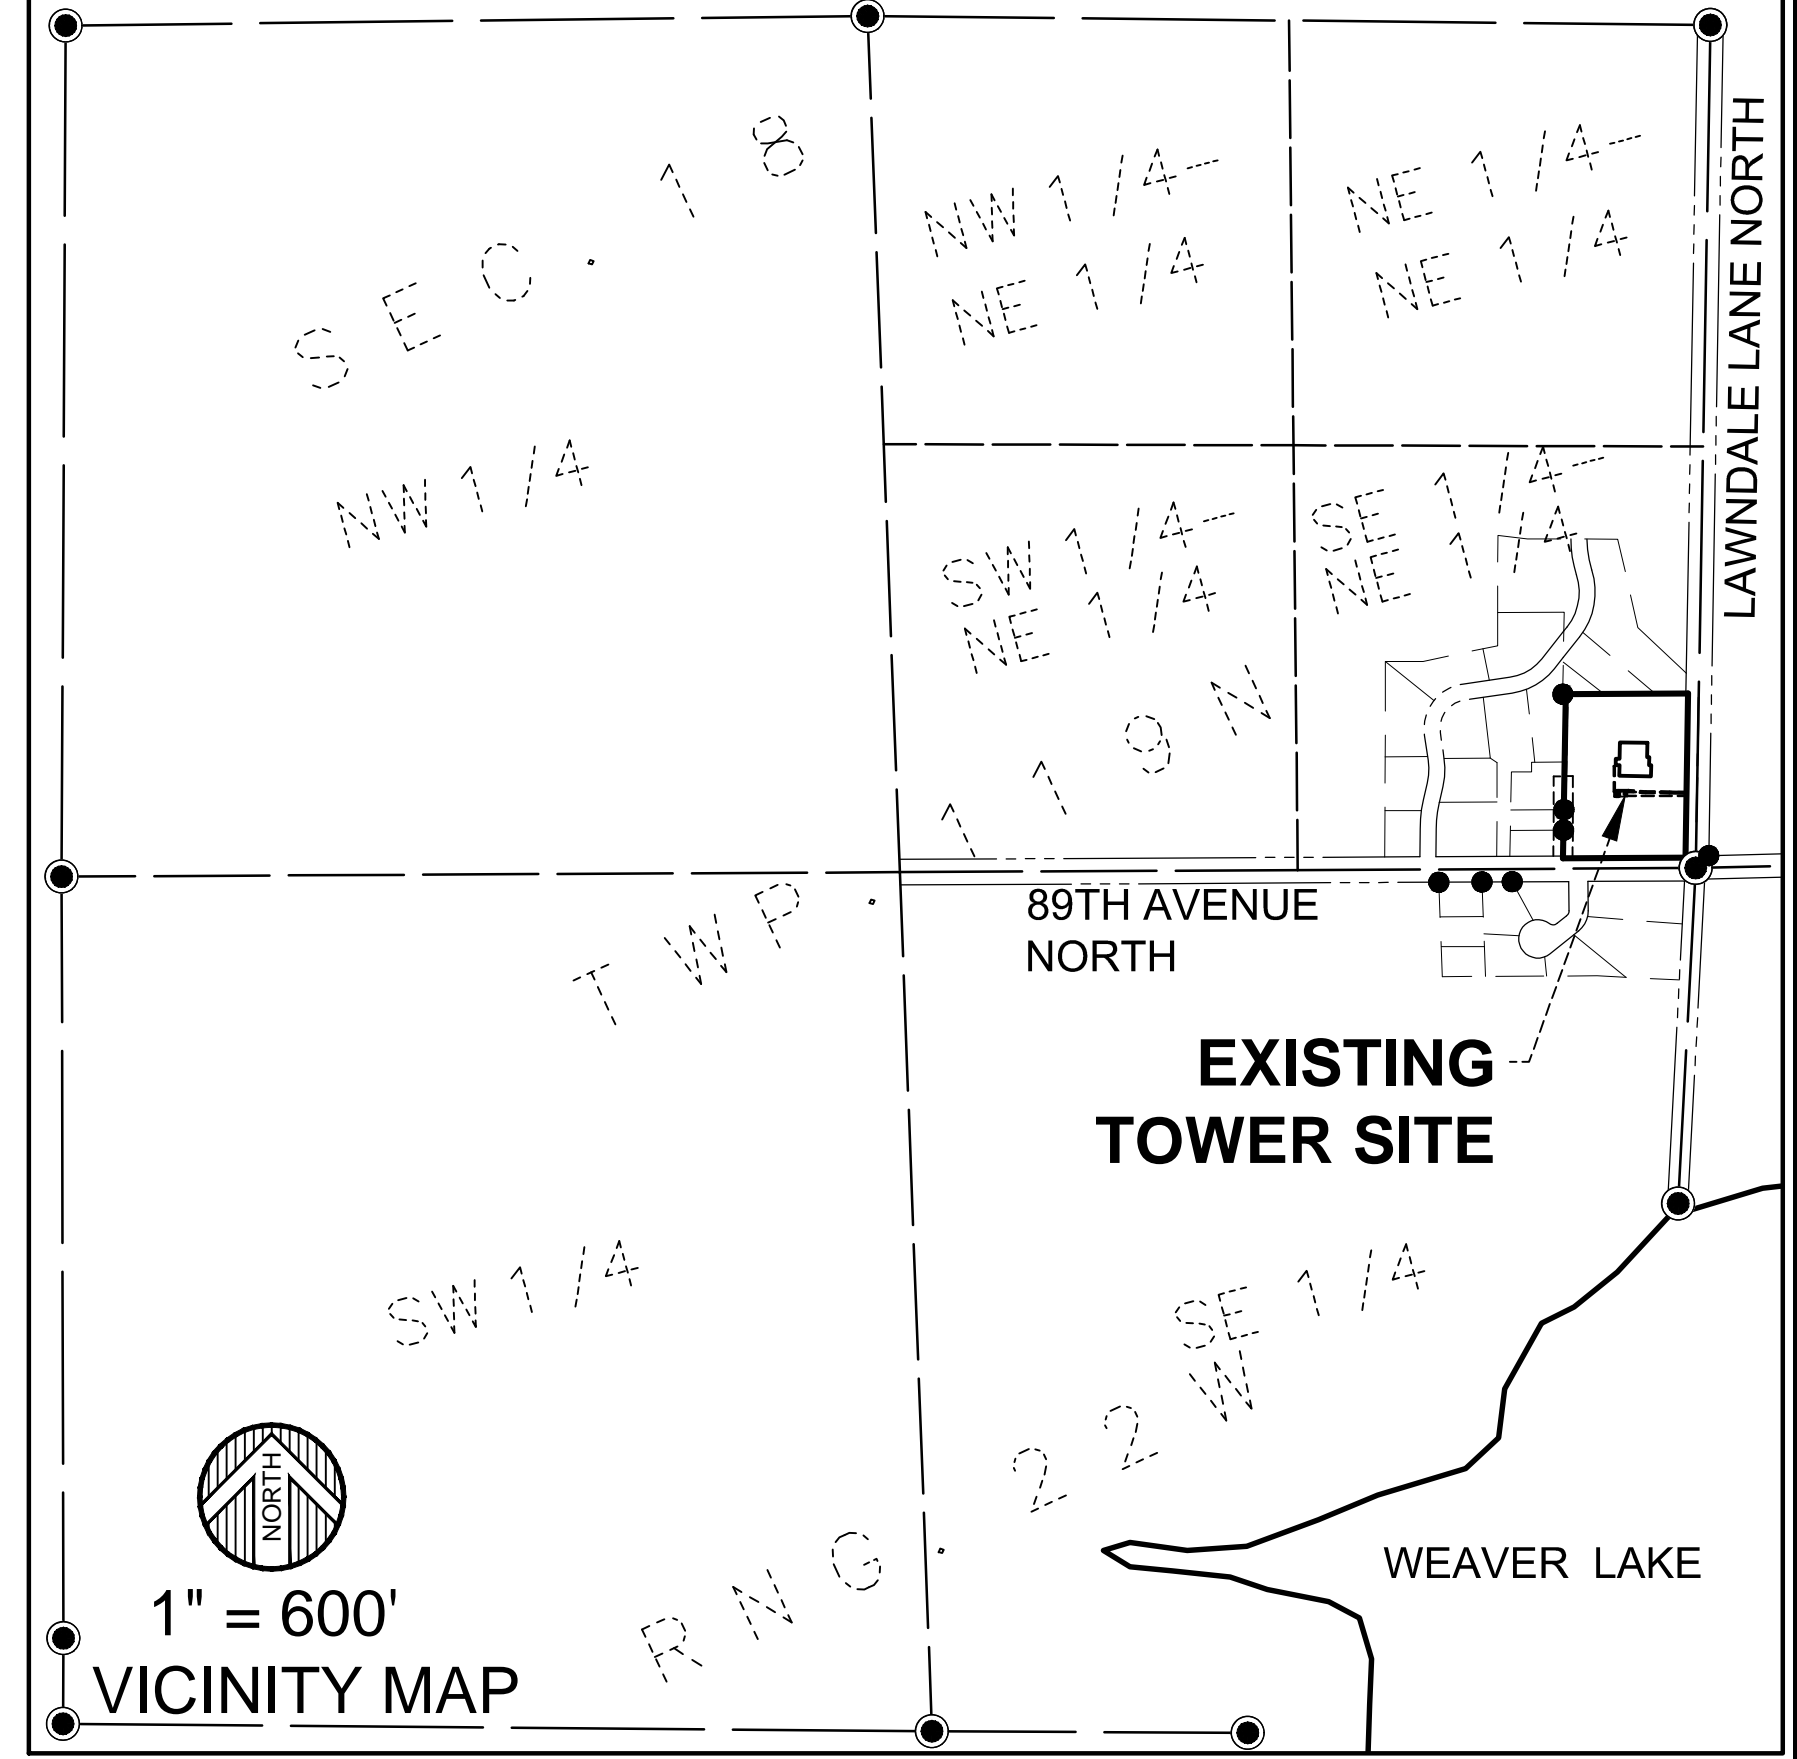 SEC. 18
NW 1/4
NW 1/4-
NE 1/4
NE 1/4-
NE 1/4
SW 1/4-
NE 1/4
SE 1/4-
NE 1/4
LAWNDALE LANE NORTH
TWP. 119N
89TH AVENUE
NORTH
EXISTING
TOWER SITE
SW 1/4
SE 1/4
RNG. 22W
WEAVER LAKE
NORTH
1" = 600'
VICINITY MAP